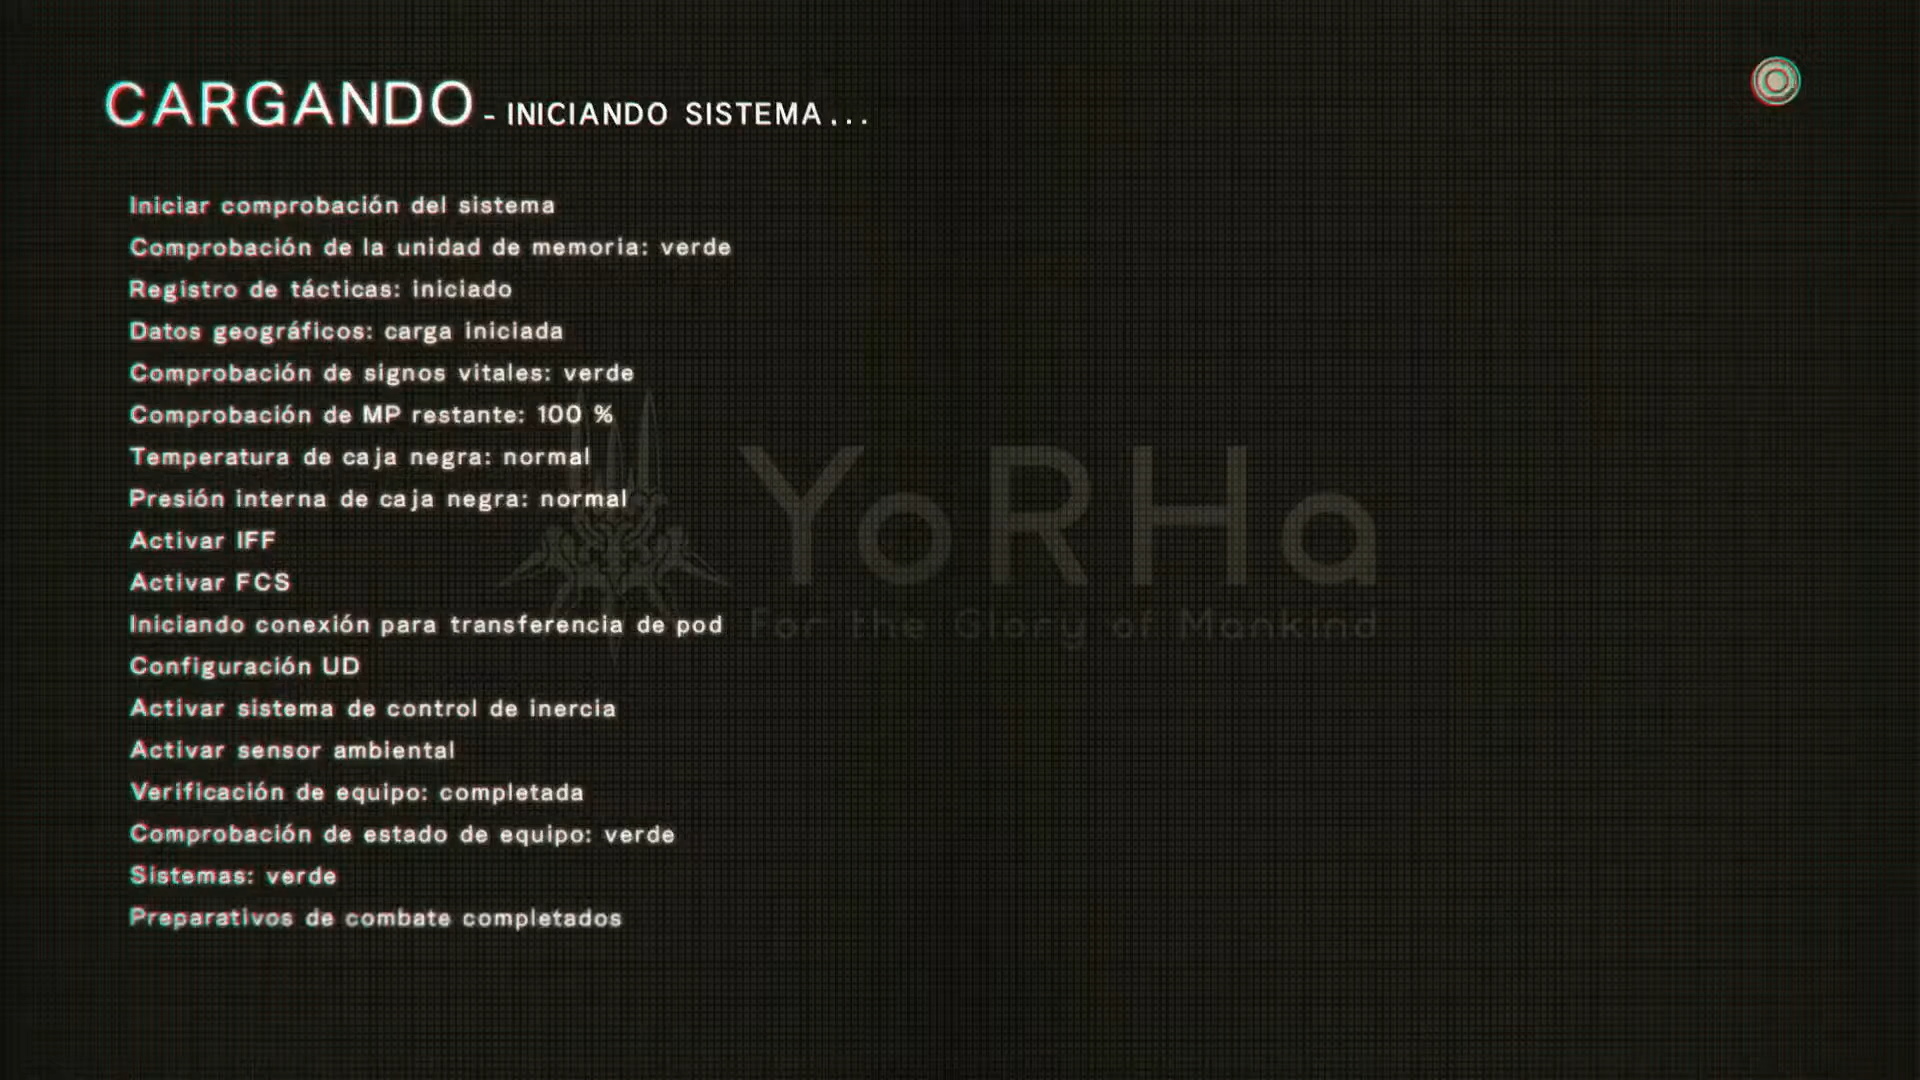 CARGANDO - INICIANDO SISTEMA...
Iniciar comprobación del sistema
Comprobación de la unidad de memoria: verde
Registro de tácticas: iniciado
Datos geográficos: carga iniciada
Comprobación de signos vitales: verde
Comprobación de MP restante: 100 %
Temperatura de caja negra: normal
Presión interna de caja negra: normal
Activar IFF
Activar FCS
Iniciando conexión para transferencia de pod
Configuración UD
Activar sistema de control de inercia
Activar sensor ambiental
Verificación de equipo: completada
Comprobación de estado de equipo: verde
Sistemas: verde
Preparativos de combate completados
YoRHa
For the Glory of Mankind